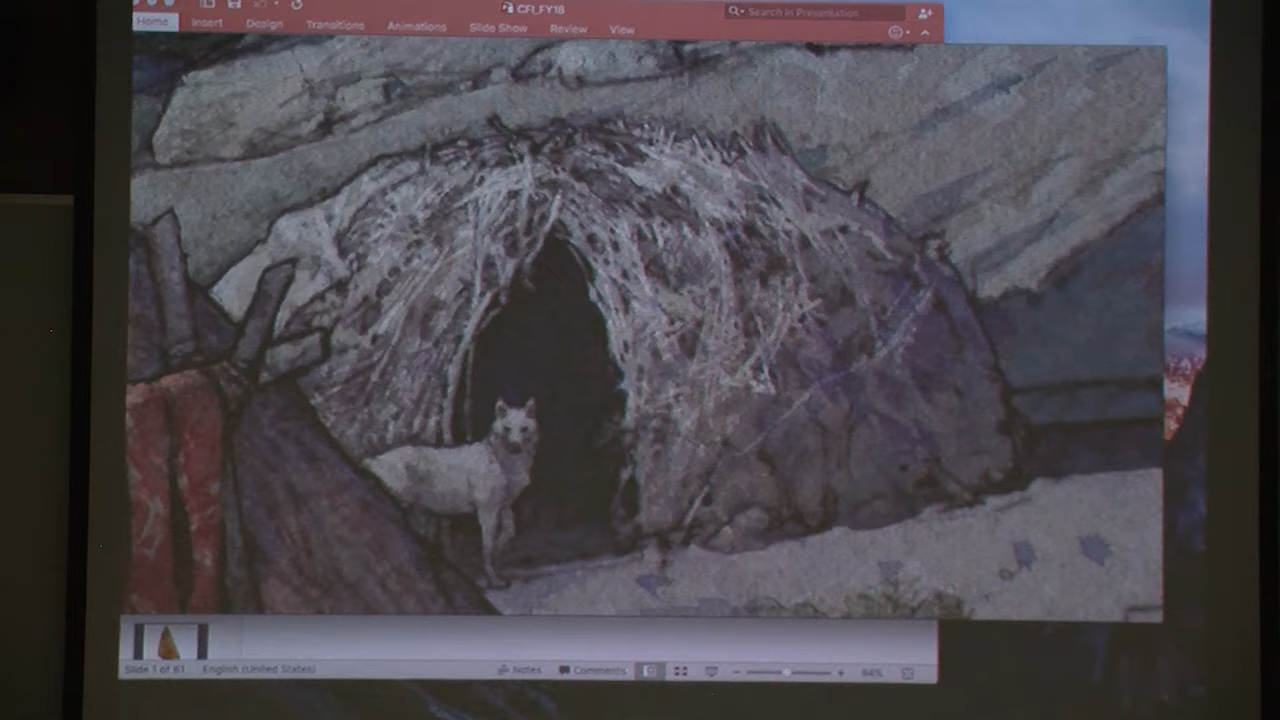 CFI_FY18
Search in Presentation
Home Insert Design Transitions Animations Slide Show Review View
Slide 1 of 61 English (United States) Notes Comments 84%